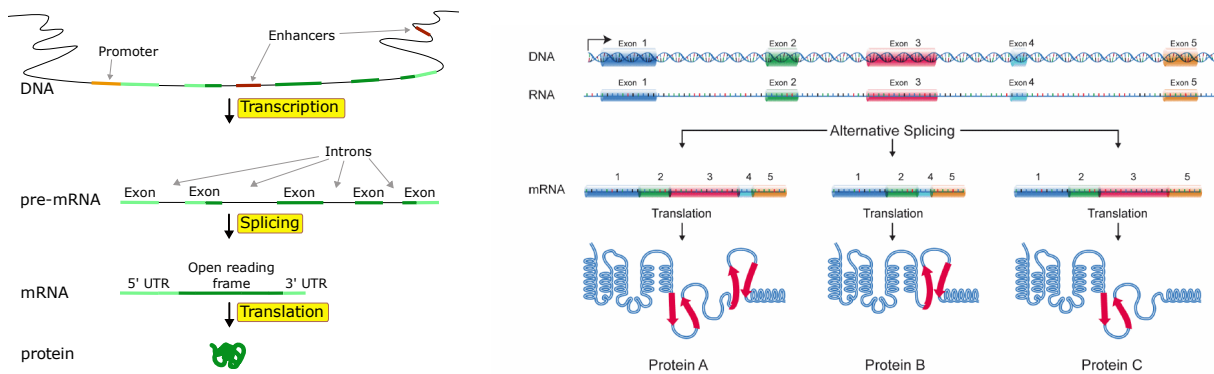 Promoter
Enhancers
DNA
Transcription
Introns
Exon Exon Exon Exon Exon
pre-mRNA
Splicing
Open reading
frame
5' UTR 3' UTR
mRNA
Translation
protein
Exon 1 Exon 2 Exon 3 Exon 4 Exon 5
DNA
Exon 1 Exon 2 Exon 3 Exon 4 Exon 5
RNA
Alternative Splicing
1 2 3 4 5 1 2 4 5 1 2 3 5
mRNA
Translation Translation Translation
Protein A Protein B Protein C